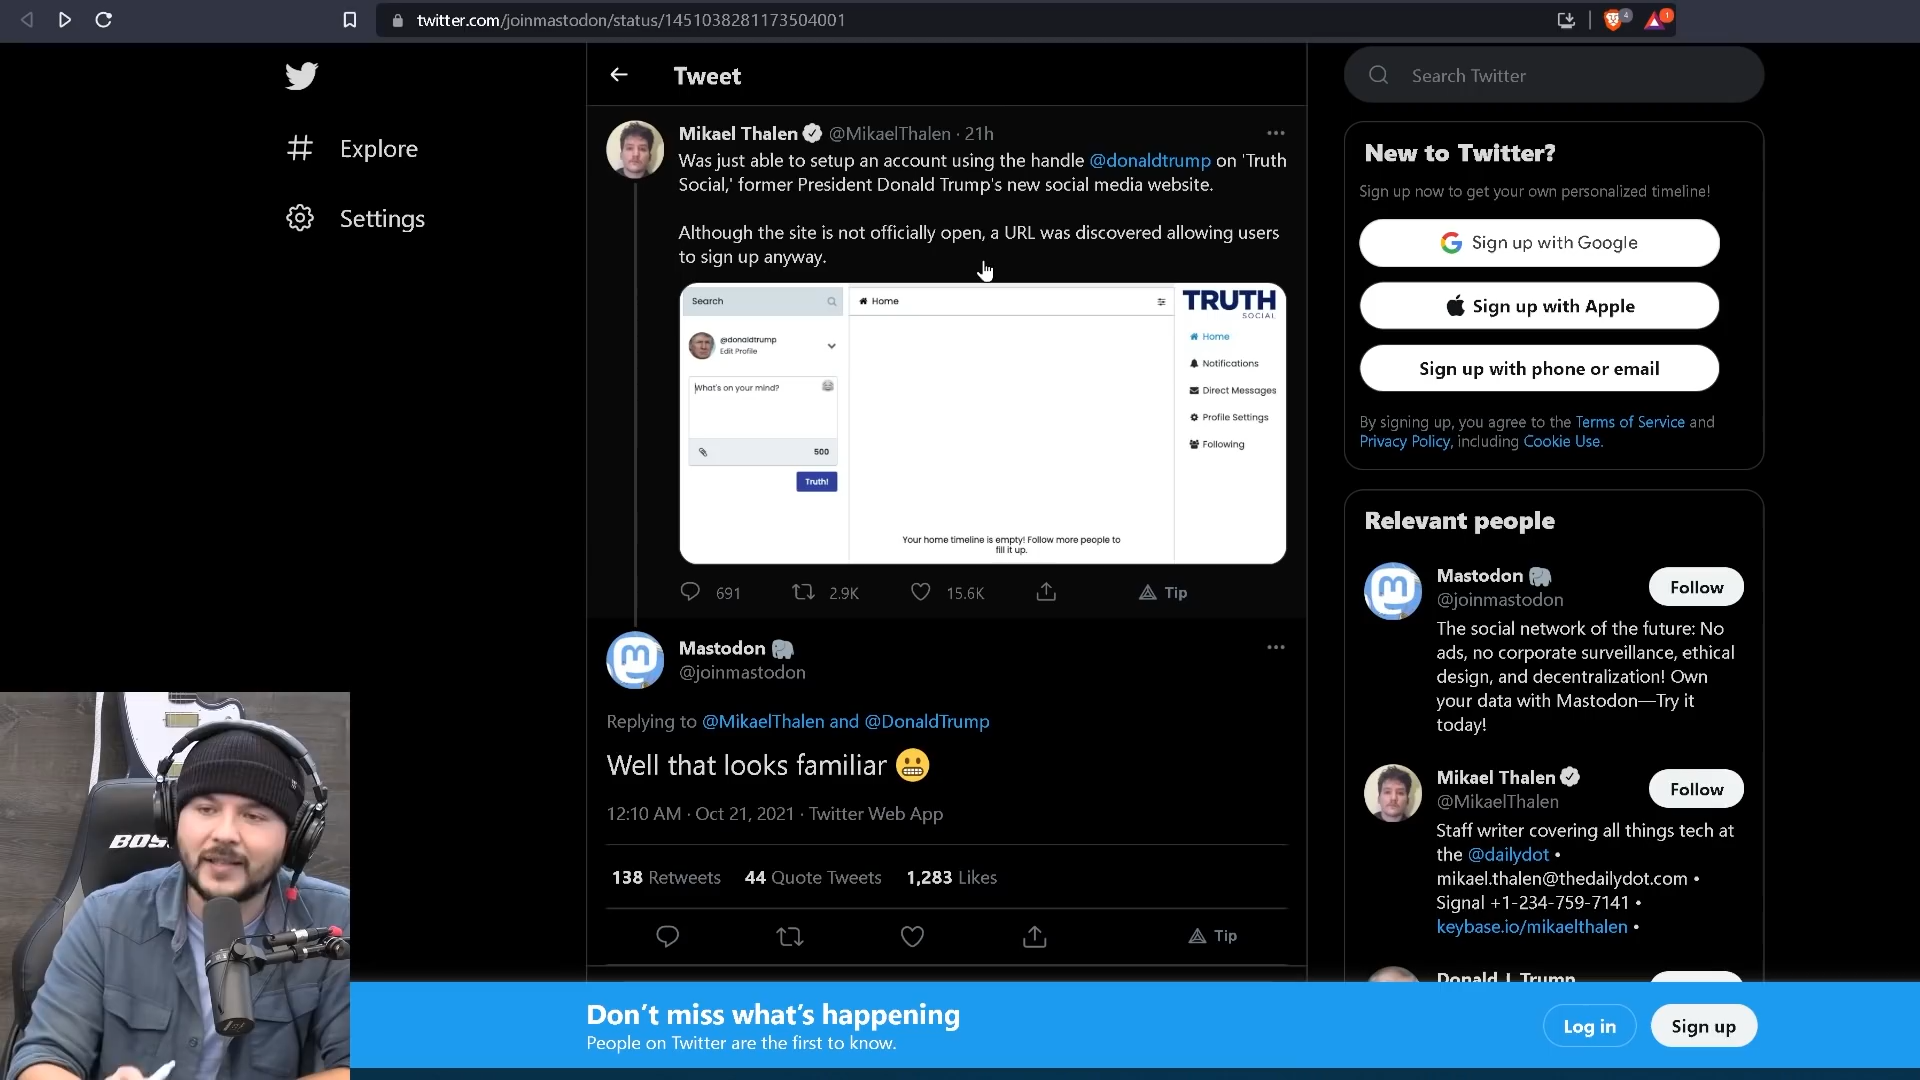 twitter.com/joinmastodon/status/1451038281173504001
4
1
Tweet
Search Twitter
Explore
Settings
Mikael Thalen @MikaelThalen · 21h
Was just able to setup an account using the handle @donaldtrump on 'Truth
Social,' former President Donald Trump's new social media website.
Although the site is not officially open, a URL was discovered allowing users
to sign up anyway.
Search
Home
TRUTH
SOCIAL
@donaldtrump
Edit Profile
What's on your mind?
500
Truth!
Home
Notifications
Direct Messages
Profile Settings
Following
Your home timeline is empty! Follow more people to
fill it up.
691
2.9K
15.6K
Tip
Mastodon
@joinmastodon
Replying to @MikaelThalen and @DonaldTrump
Well that looks familiar 😬
12:10 AM · Oct 21, 2021 · Twitter Web App
138 Retweets 44 Quote Tweets 1,283 Likes
Tip
New to Twitter?
Sign up now to get your own personalized timeline!
Sign up with Google
Sign up with Apple
Sign up with phone or email
By signing up, you agree to the Terms of Service and
Privacy Policy, including Cookie Use.
Relevant people
Mastodon
@joinmastodon
Follow
The social network of the future: No
ads, no corporate surveillance, ethical
design, and decentralization! Own
your data with Mastodon—Try it
today!
Mikael Thalen
@MikaelThalen
Follow
Staff writer covering all things tech at
the @dailydot •
mikael.thalen@thedailydot.com •
Signal +1-234-759-7141 •
keybase.io/mikaelthalen •
Donald J. Trump
Don't miss what's happening
People on Twitter are the first to know.
Log in
Sign up